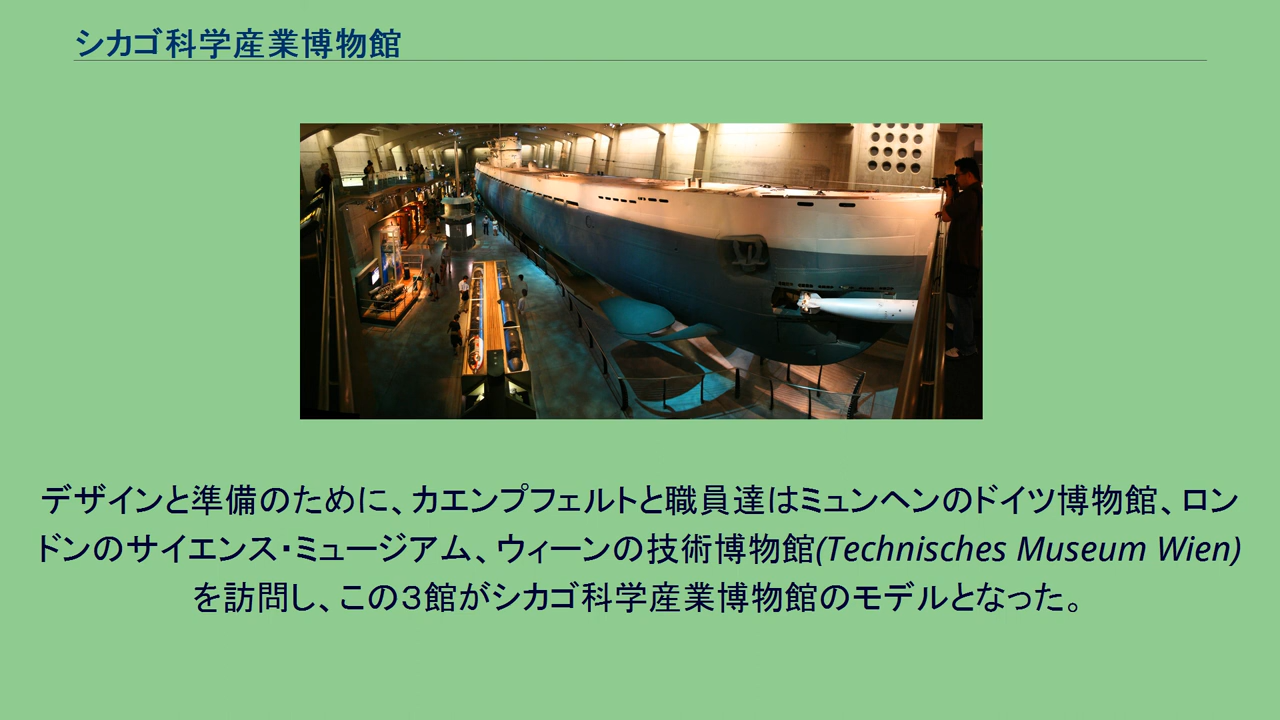 シカゴ科学産業博物館
デザインと準備のために、カエンプフェルトと職員達はミュンヘンのドイツ博物館、ロン
ドンのサイエンス・ミュージアム、ウィーンの技術博物館(Technisches Museum Wien)
を訪問し、この３館がシカゴ科学産業博物館のモデルとなった。